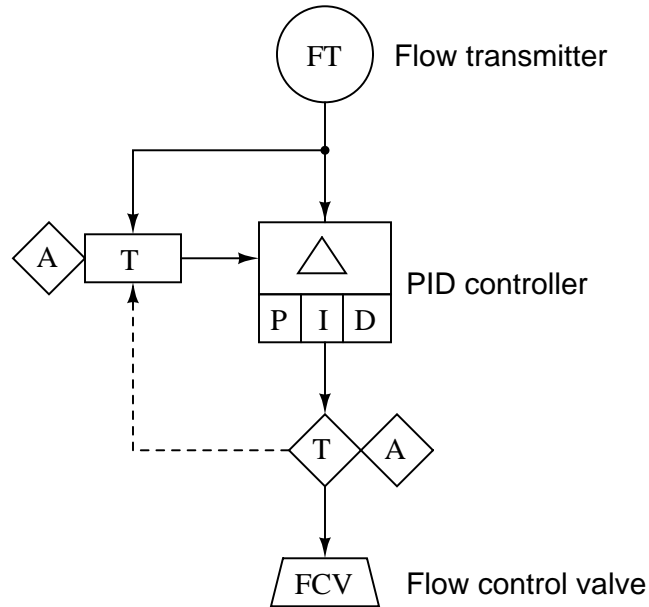 FT
Flow transmitter
A
T
PID controller
P I D
T
A
FCV
Flow control valve